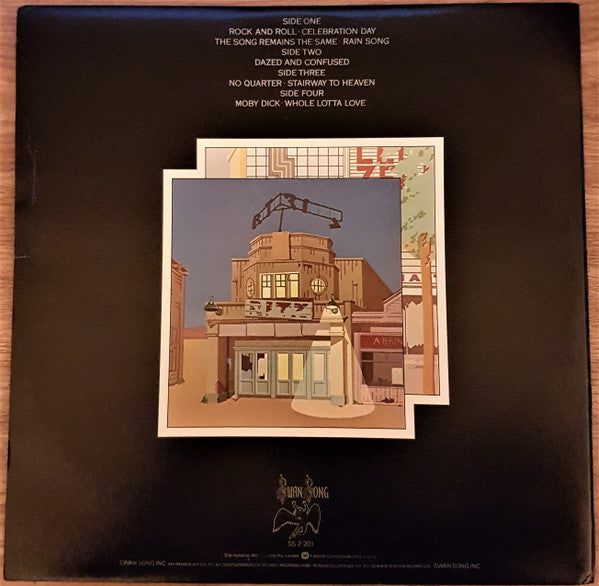 SIDE ONE
ROCK AND ROLL · CELEBRATION DAY
THE SONG REMAINS THE SAME · RAIN SONG
SIDE TWO
DAZED AND CONFUSED
SIDE THREE
NO QUARTER · STAIRWAY TO HEAVEN
SIDE FOUR
MOBY DICK · WHOLE LOTTA LOVE
RITZ
SWAN SONG
SS 2-201
SWAN SONG INC.
SWAN SONG INC.